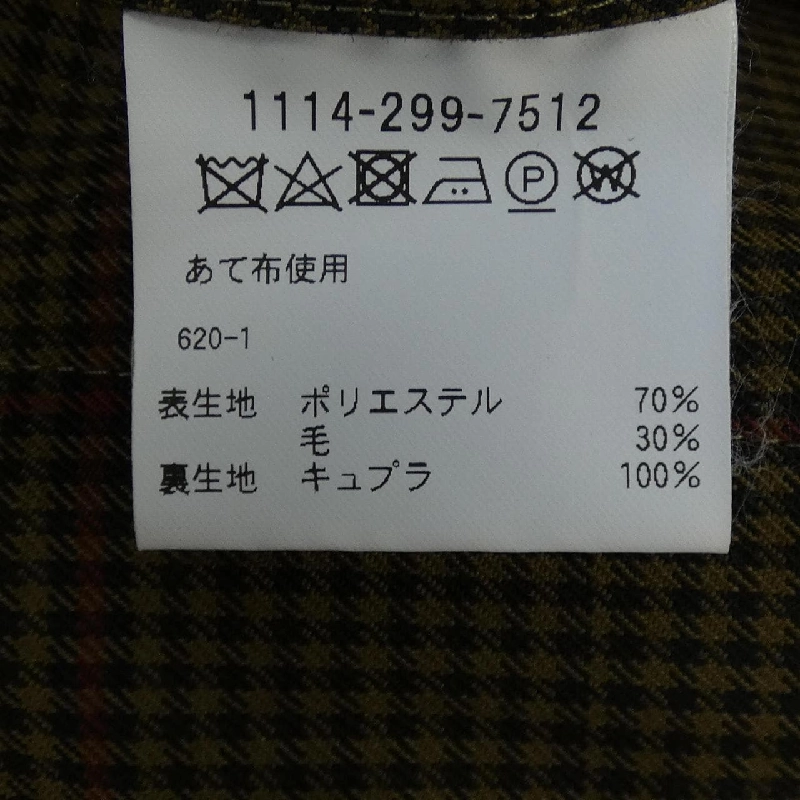 1114-299-7512
P W
あて布使用
620-1
表生地 ポリエステル 70%
毛 30%
裏生地 キュプラ 100%